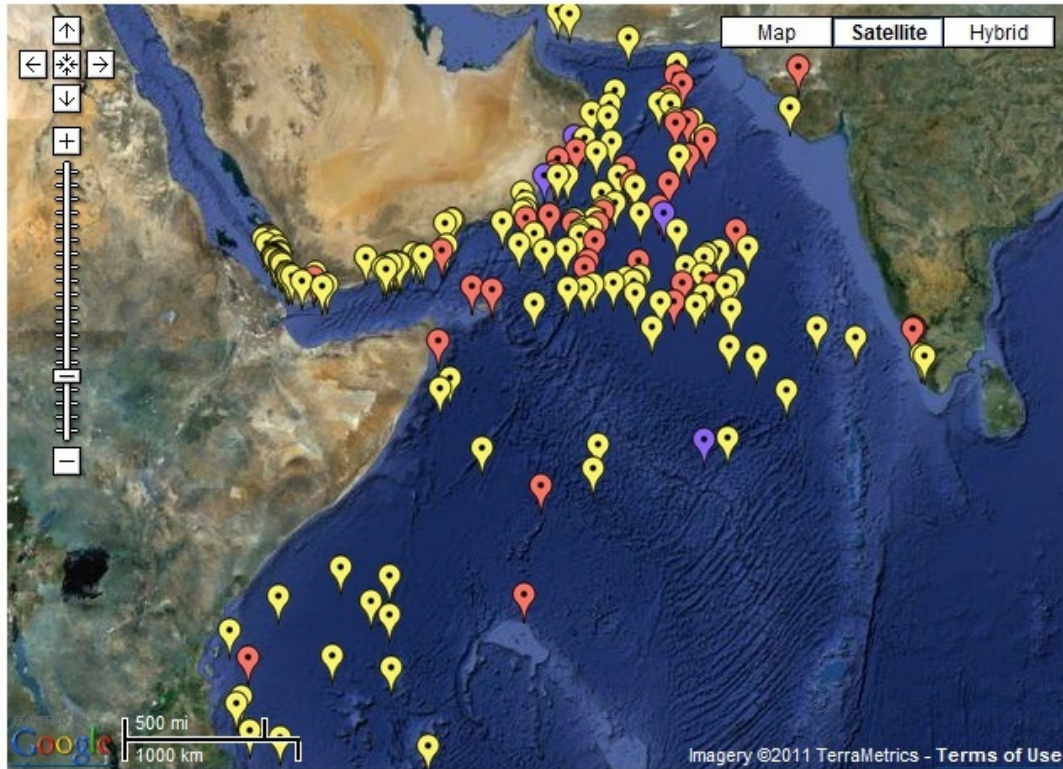 Map Satellite Hybrid
500 mi
Google
1000 km
Imagery ©2011 TerraMetrics - Terms of Use